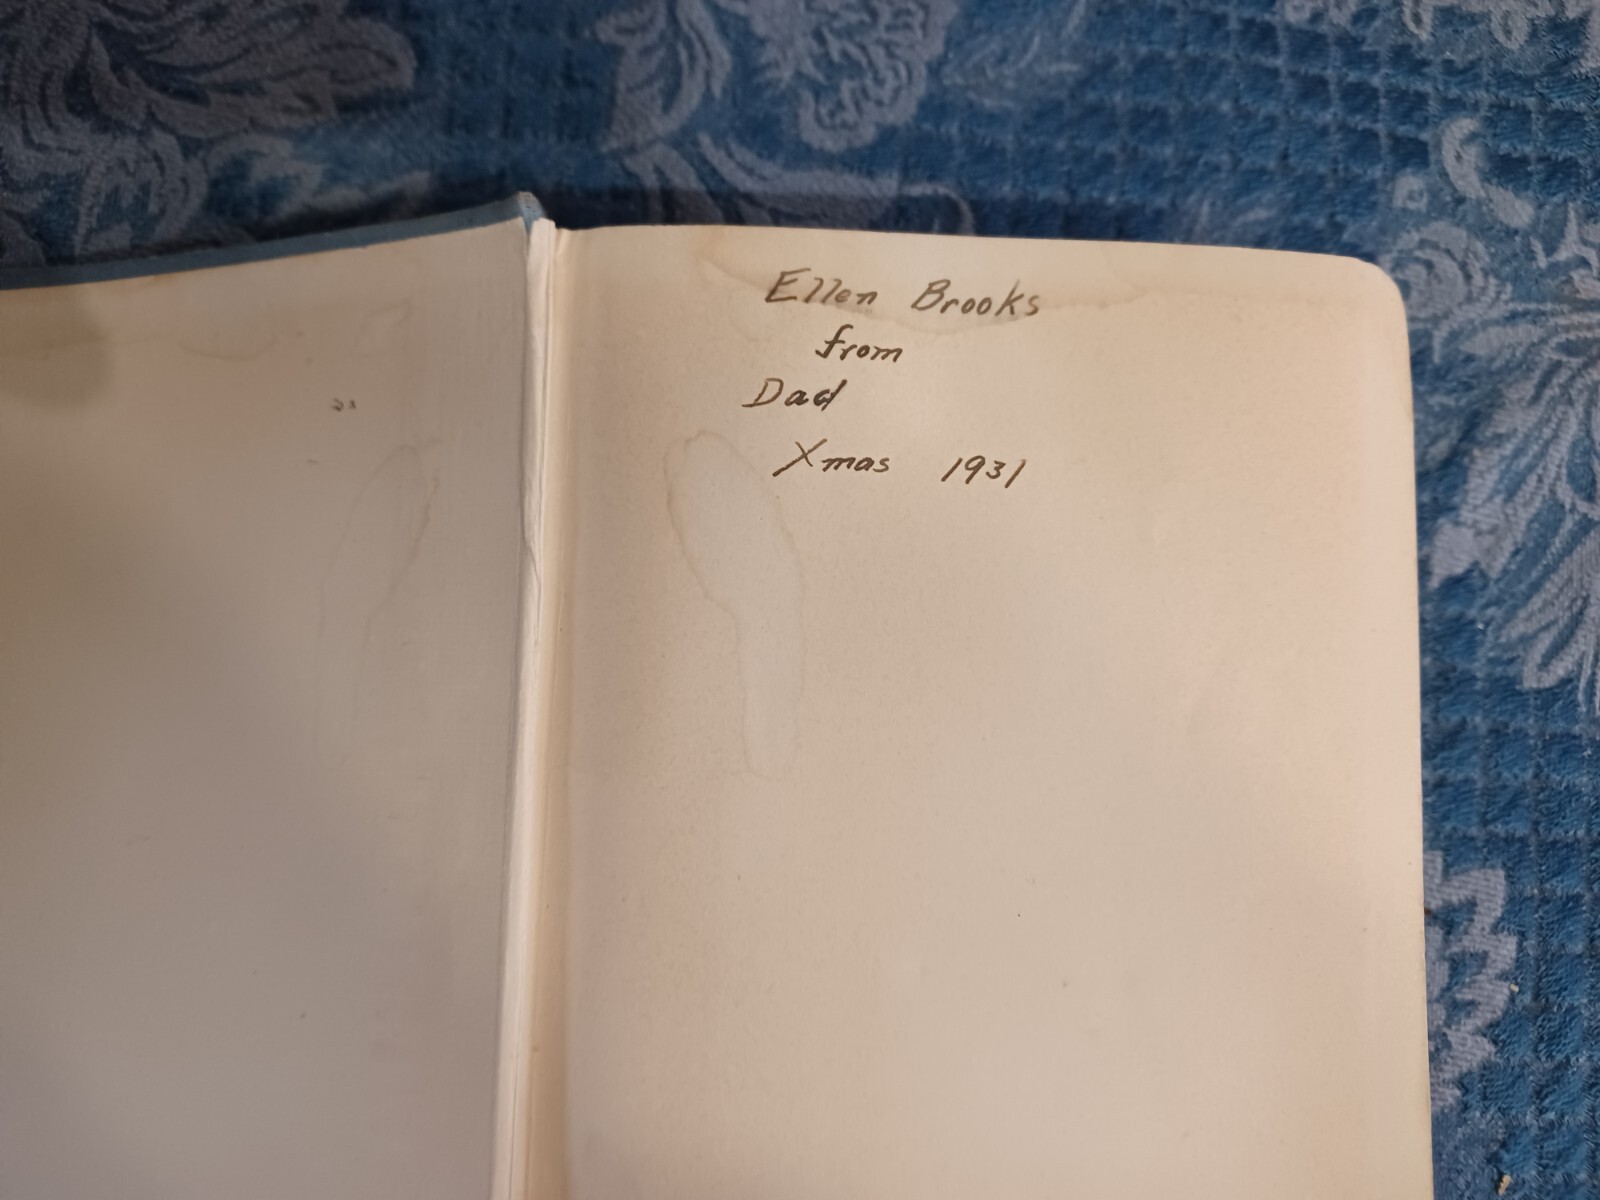 Ellen Brooks
from
Dad
Xmas 1931